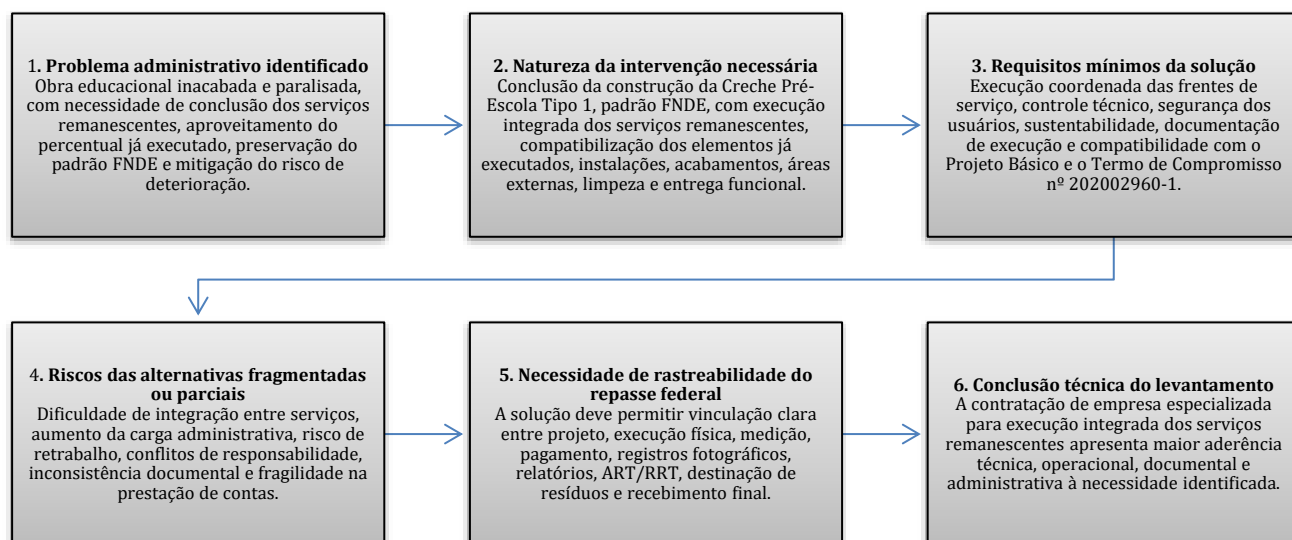 1. Problema administrativo identificado
Obra educacional inacabada e paralisada,
com necessidade de conclusão dos serviços
remanescentes, aproveitamento do
percentual já executado, preservação do
padrão FNDE e mitigação do risco de
deterioração.
2. Natureza da intervenção necessária
Conclusão da construção da Creche Pré-
Escola Tipo 1, padrão FNDE, com execução
integrada dos serviços remanescentes,
compatibilização dos elementos já
executados, instalações, acabamentos, áreas
externas, limpeza e entrega funcional.
3. Requisitos mínimos da solução
Execução coordenada das frentes de
serviço, controle técnico, segurança dos
usuários, sustentabilidade, documentação
de execução e compatibilidade com o
Projeto Básico e o Termo de Compromisso
nº 202002960-1.
4. Riscos das alternativas fragmentadas
ou parciais
Dificuldade de integração entre serviços,
aumento da carga administrativa, risco de
retrabalho, conflitos de responsabilidade,
inconsistência documental e fragilidade na
prestação de contas.
5. Necessidade de rastreabilidade do
repasse federal
A solução deve permitir vinculação clara
entre projeto, execução física, medição,
pagamento, registros fotográficos,
relatórios, ART/RRT, destinação de
resíduos e recebimento final.
6. Conclusão técnica do levantamento
A contratação de empresa especializada
para execução integrada dos serviços
remanescentes apresenta maior aderência
técnica, operacional, documental e
administrativa à necessidade identificada.